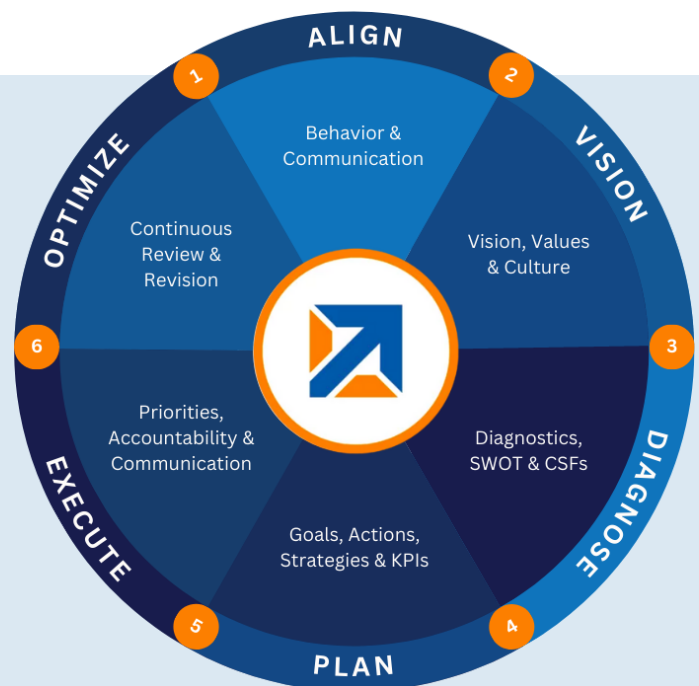 1
ALIGN
Behavior &
Communication
2
VISION
Vision, Values
& Culture
3
DIAGNOSE
Diagnostics,
SWOT & CSFs
4
PLAN
Goals, Actions,
Strategies & KPIs
5
EXECUTE
Priorities,
Accountability &
Communication
6
OPTIMIZE
Continuous
Review &
Revision